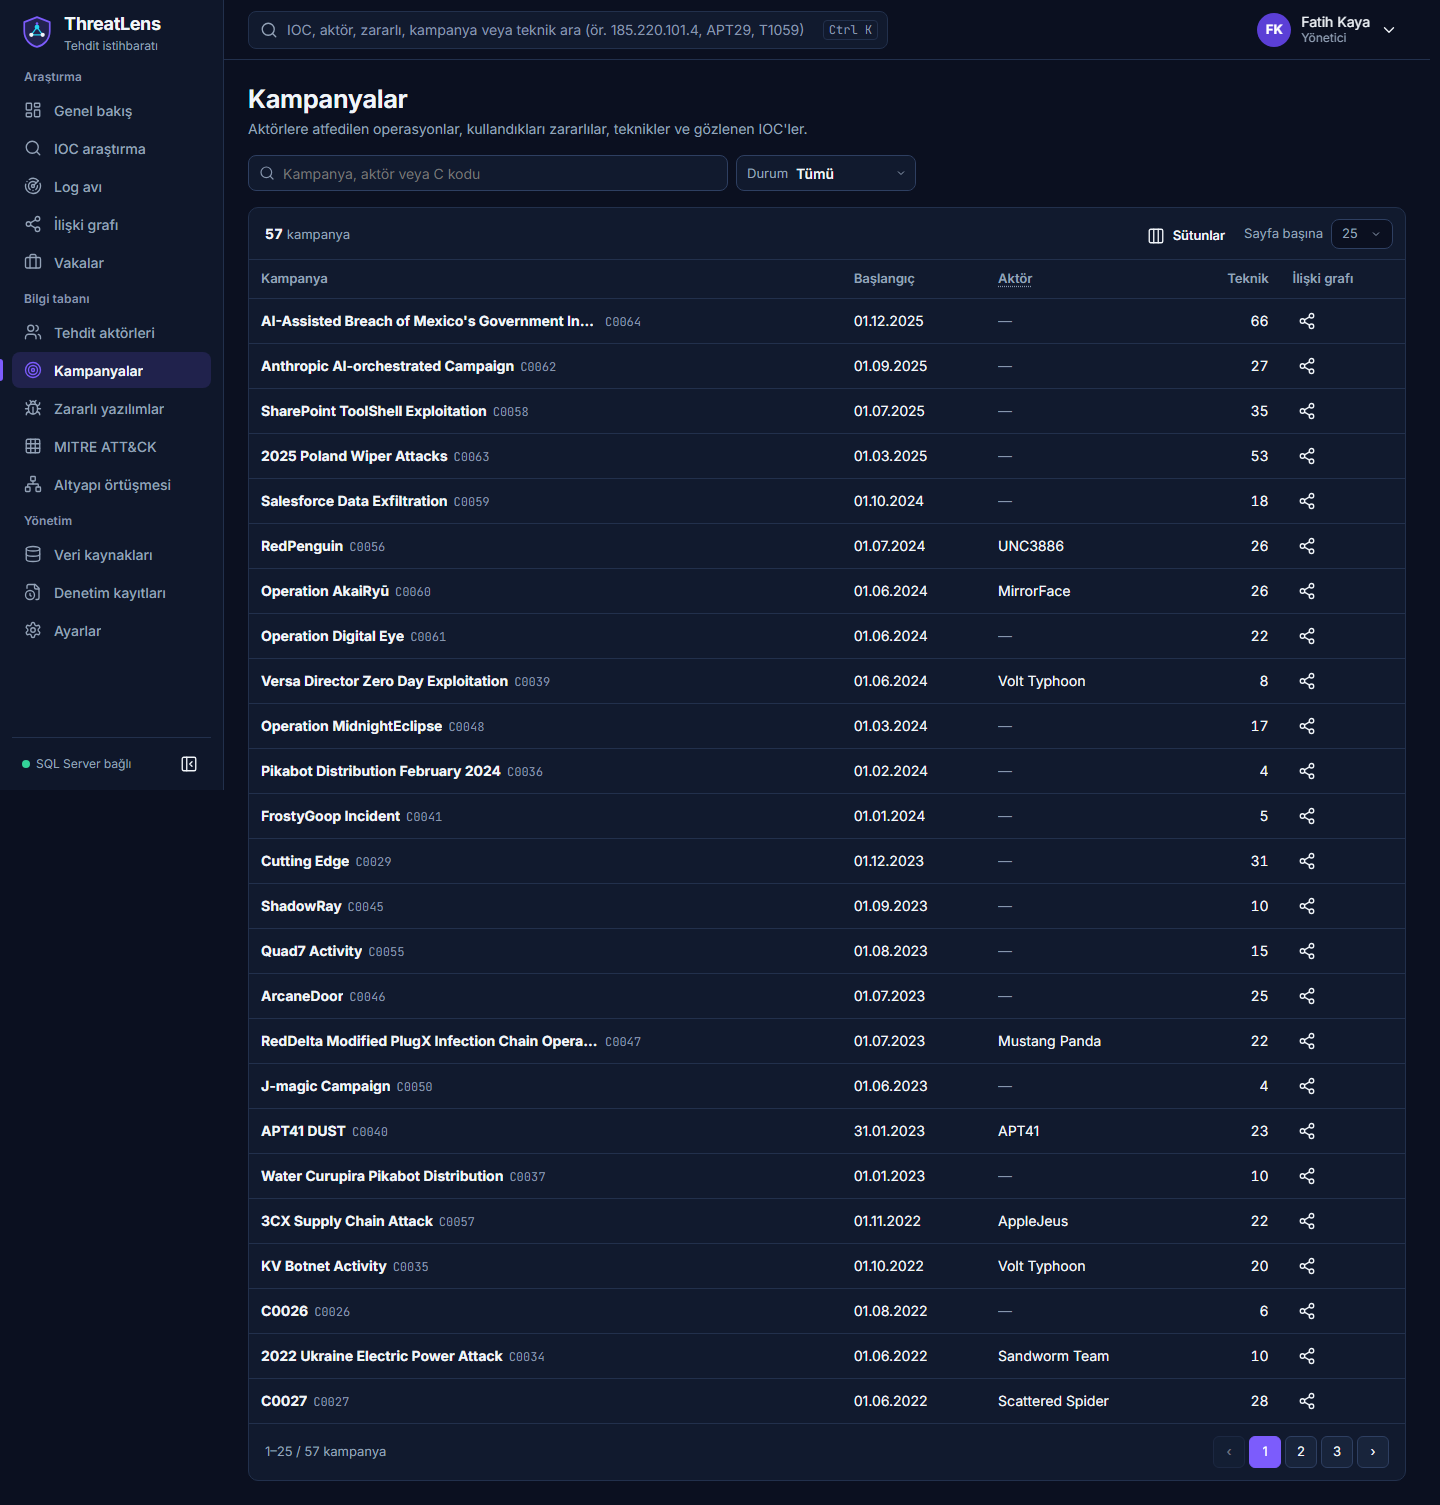 ThreatLens
Tehdit istihbaratı
IOC, aktör, zararlı, kampanya veya teknik ara (ör. 185.220.101.4, APT29, T1059)
Ctrl K
FK
Fatih Kaya
Yönetici
Araştırma
Genel bakış
IOC araştırma
Log avı
İlişki grafı
Vakalar
Bilgi tabanı
Tehdit aktörleri
Kampanyalar
Zararlı yazılımlar
MITRE ATT&CK
Altyapı örtüşmesi
Yönetim
Veri kaynakları
Denetim kayıtları
Ayarlar
SQL Server bağlı
Kampanyalar
Aktörlere atfedilen operasyonlar, kullandıkları zararlılar, teknikler ve gözlenen IOC'ler.
Kampanya, aktör veya C kodu
Durum Tümü
57 kampanya
Sütunlar
Sayfa başına 25
Kampanya Başlangıç Aktör Teknik İlişki grafı
AI-Assisted Breach of Mexico's Government In... C0064 01.12.2025 — 66
Anthropic AI-orchestrated Campaign C0062 01.09.2025 — 27
SharePoint ToolShell Exploitation C0058 01.07.2025 — 35
2025 Poland Wiper Attacks C0063 01.03.2025 — 53
Salesforce Data Exfiltration C0059 01.10.2024 — 18
RedPenguin C0056 01.07.2024 UNC3886 26
Operation AkaiRyū C0060 01.06.2024 MirrorFace 26
Operation Digital Eye C0061 01.06.2024 — 22
Versa Director Zero Day Exploitation C0039 01.06.2024 Volt Typhoon 8
Operation MidnightEclipse C0048 01.03.2024 — 17
Pikabot Distribution February 2024 C0036 01.02.2024 — 4
FrostyGoop Incident C0041 01.01.2024 — 5
Cutting Edge C0029 01.12.2023 — 31
ShadowRay C0045 01.09.2023 — 10
Quad7 Activity C0055 01.08.2023 — 15
ArcaneDoor C0046 01.07.2023 — 25
RedDelta Modified PlugX Infection Chain Opera... C0047 01.07.2023 Mustang Panda 22
J-magic Campaign C0050 01.06.2023 — 4
APT41 DUST C0040 31.01.2023 APT41 23
Water Curupira Pikabot Distribution C0037 01.01.2023 — 10
3CX Supply Chain Attack C0057 01.11.2022 AppleJeus 22
KV Botnet Activity C0035 01.10.2022 Volt Typhoon 20
C0026 C0026 01.08.2022 — 6
2022 Ukraine Electric Power Attack C0034 01.06.2022 Sandworm Team 10
C0027 C0027 01.06.2022 Scattered Spider 28
1–25 / 57 kampanya
‹ 1 2 3 ›